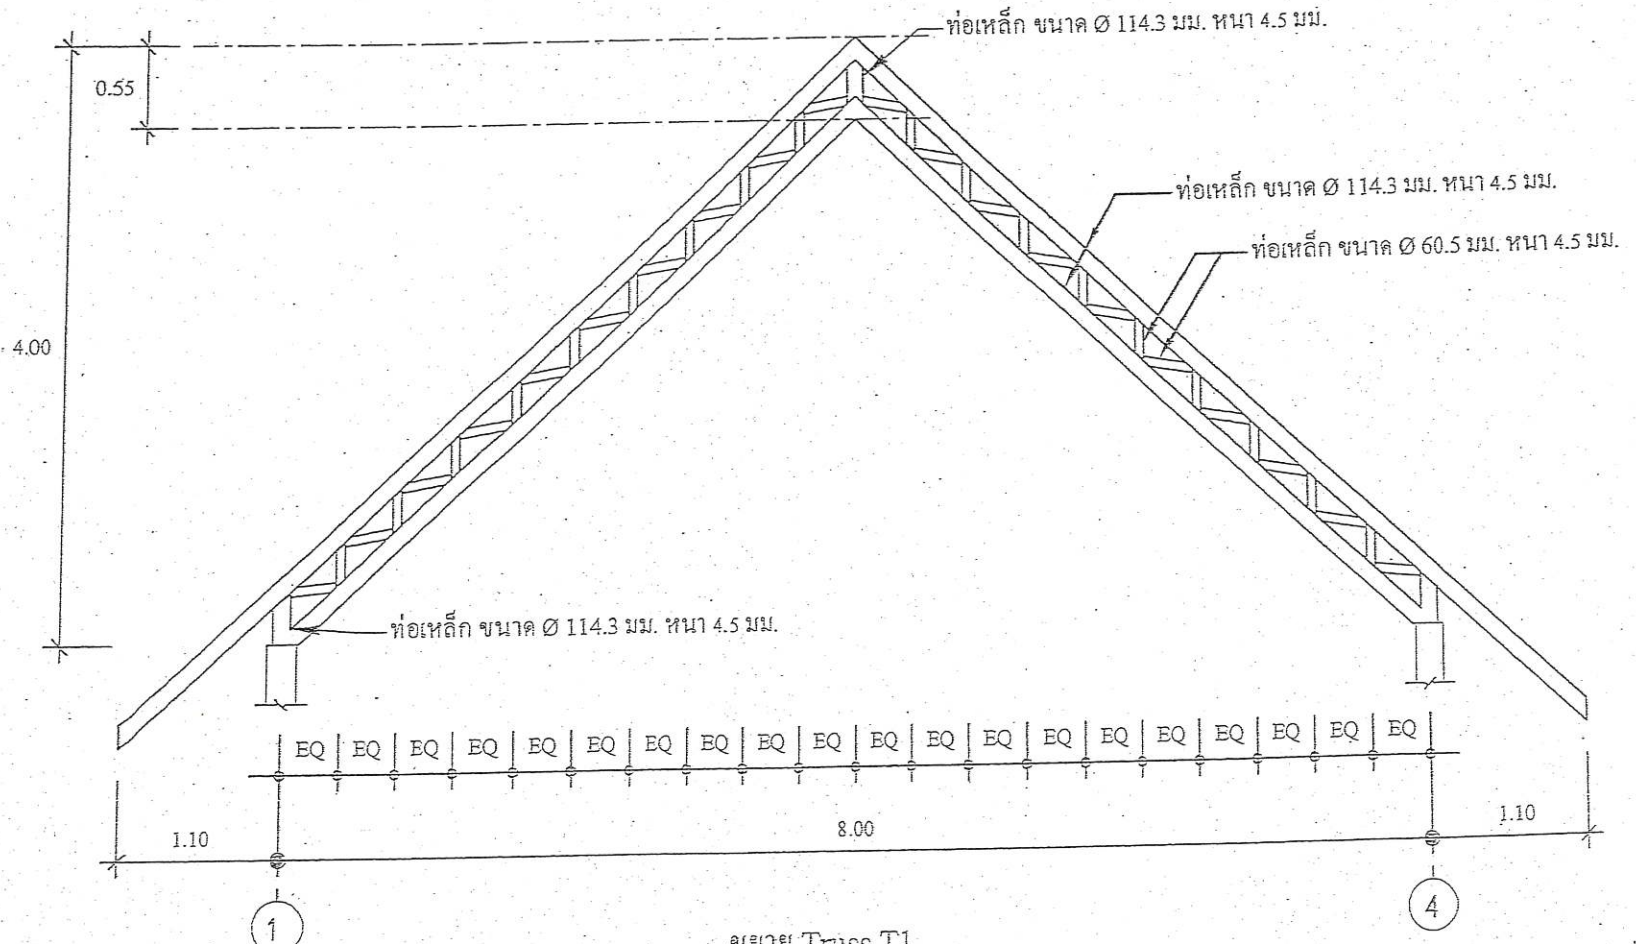 ท่อเหล็ก ขนาด Ø 114.3 มม. หนา 4.5 มม.
0.55
ท่อเหล็ก ขนาด Ø 114.3 มม. หนา 4.5 มม.
ท่อเหล็ก ขนาด Ø 60.5 มม. หนา 4.5 มม.
4.00
ท่อเหล็ก ขนาด Ø 114.3 มม. หนา 4.5 มม.
EQ EQ EQ EQ EQ EQ EQ EQ EQ EQ EQ EQ EQ EQ EQ EQ EQ EQ EQ EQ
1.10 8.00 1.10
1 4
ขยาย Truss T1